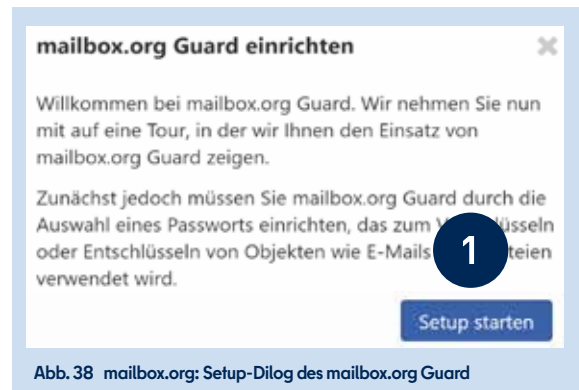 mailbox.org Guard einrichten
Willkommen bei mailbox.org Guard. Wir nehmen Sie nun
mit auf eine Tour, in der wir Ihnen den Einsatz von
mailbox.org Guard zeigen.
Zunächst jedoch müssen Sie mailbox.org Guard durch die
Auswahl eines Passworts einrichten, das zum
oder Entschlüsseln von Objekten wie E-Mails
verwendet wird.
1
Setup starten
Abb. 38 mailbox.org: Setup-Dilog des mailbox.org Guard